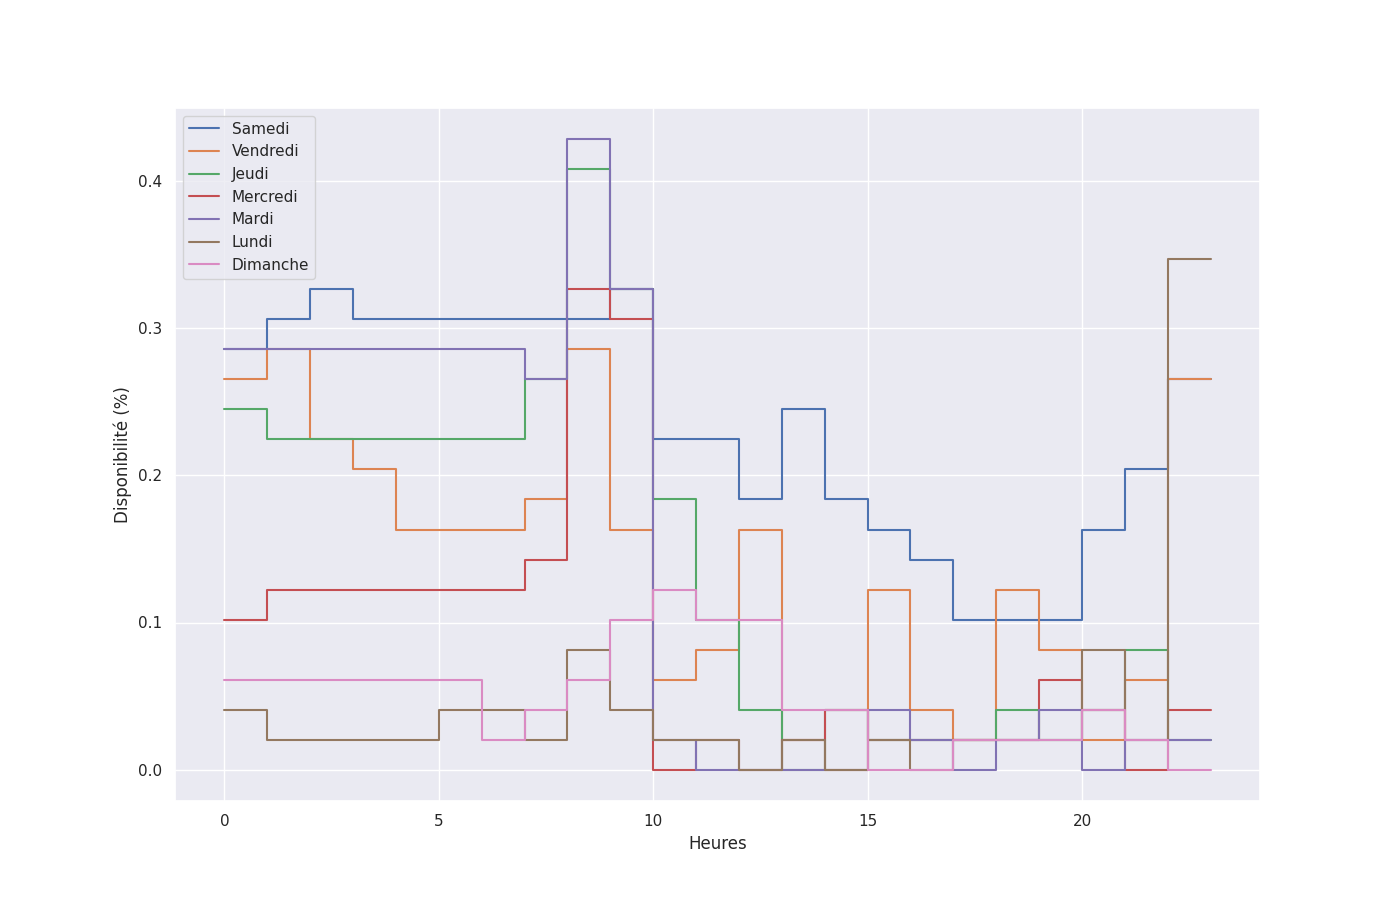 Samedi
Vendredi
Jeudi
Mercredi
Mardi
Lundi
Dimanche
0.4
0.3
0.2
0.1
0.0
Disponibilité (%)
0 5 10 15 20
Heures